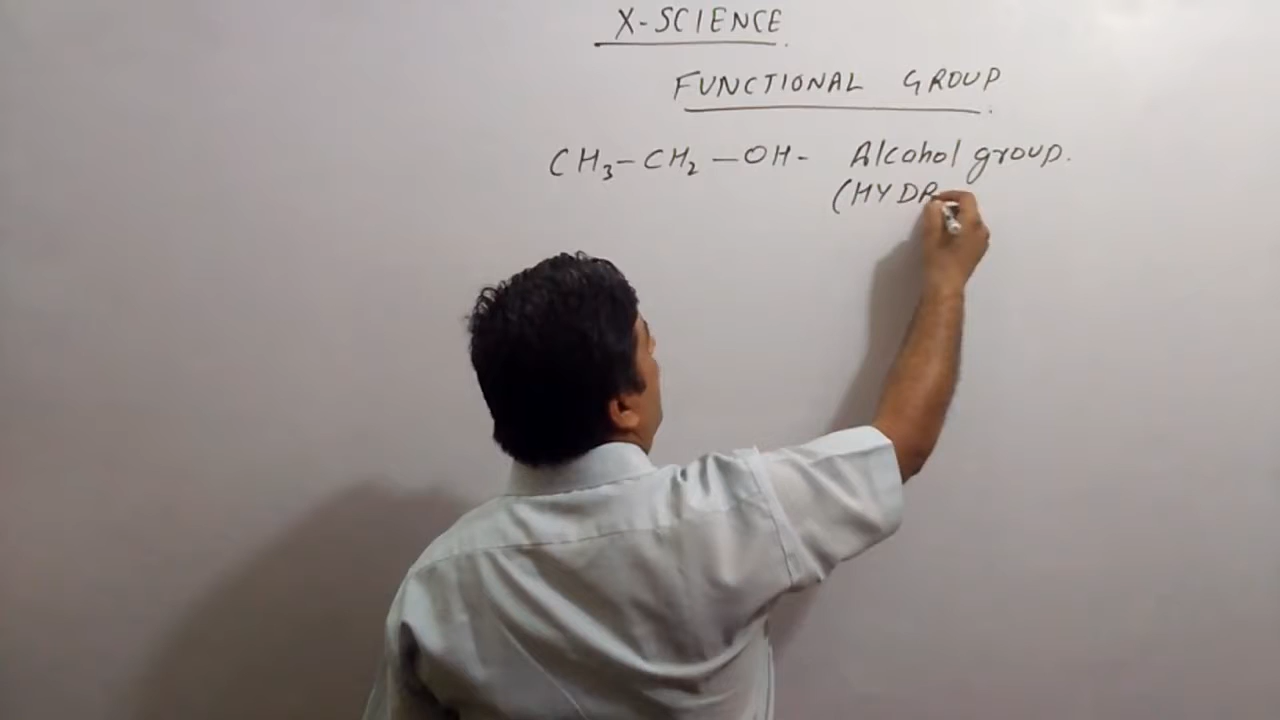 X-SCIENCE.
FUNCTIONAL GROUP.
CH₃-CH₂-OH- Alcohol group.
(HYDR